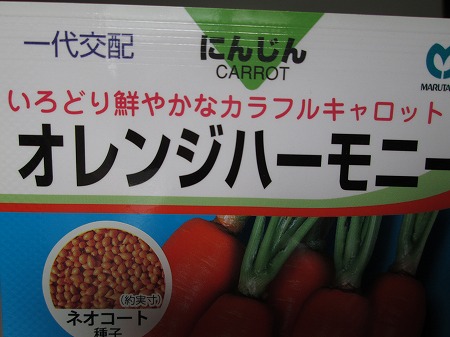 一代交配
にんじん
CARROT
MARUTA
いろどり鮮やかなカラフルキャロット
オレンジハーモニー
(約実寸)
ネオコート
種子